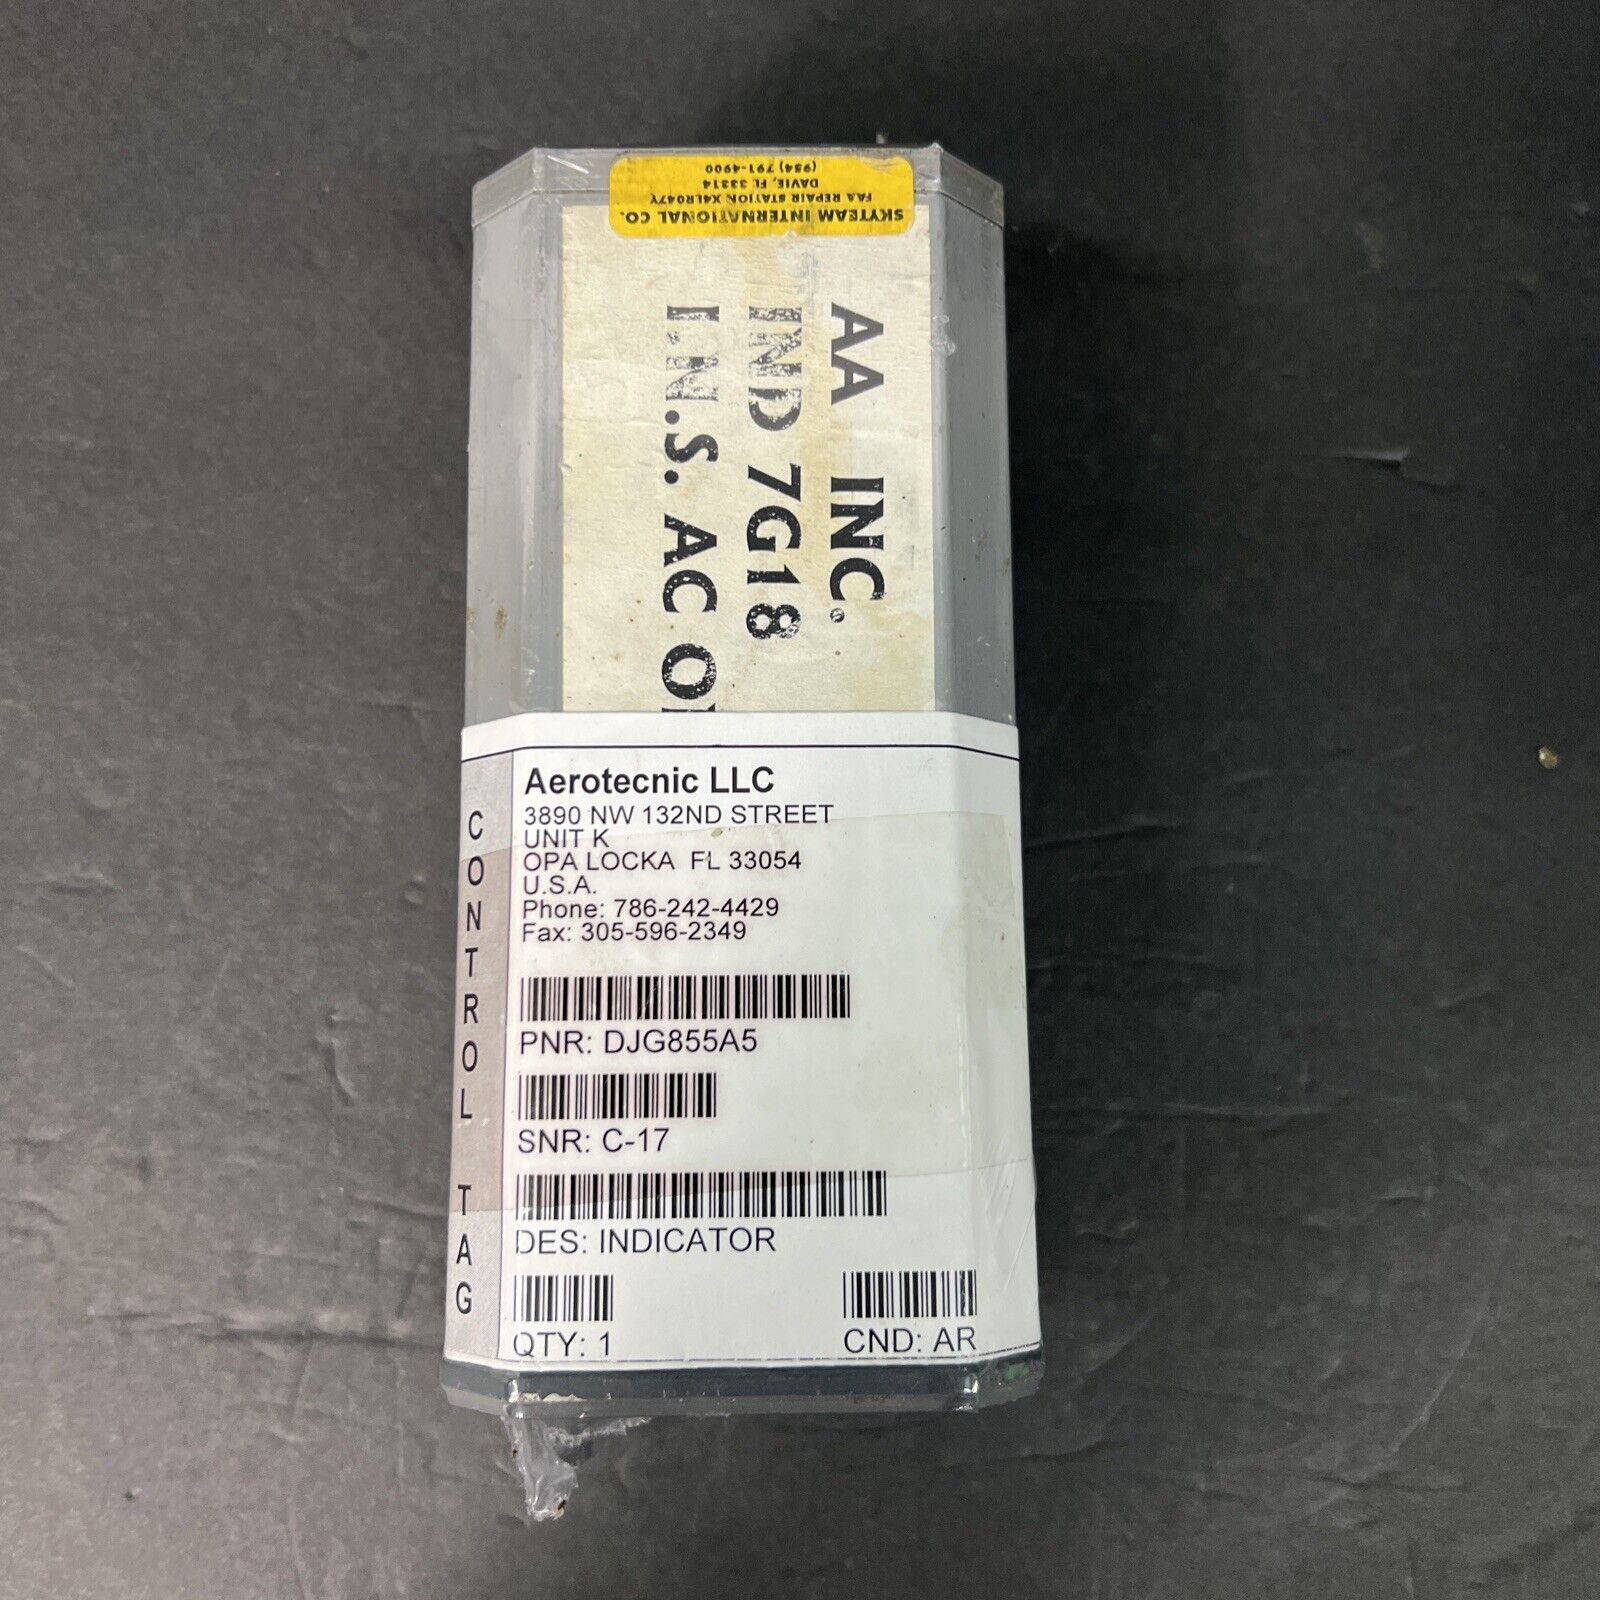 SKYTEAM INTERNATIONAL CO.
FAA REPAIR STATION X4LR047Y
DAVIE, FL 33314
(954) 791-4900
AA INC.
IND 7G18
I.N.S. AC
CONTROL TAG
Aerotecnic LLC
3890 NW 132ND STREET
UNIT K
OPA LOCKA FL 33054
U.S.A.
Phone: 786-242-4429
Fax: 305-596-2349
PNR: DJG855A5
SNR: C-17
DES: INDICATOR
QTY: 1 CND: AR